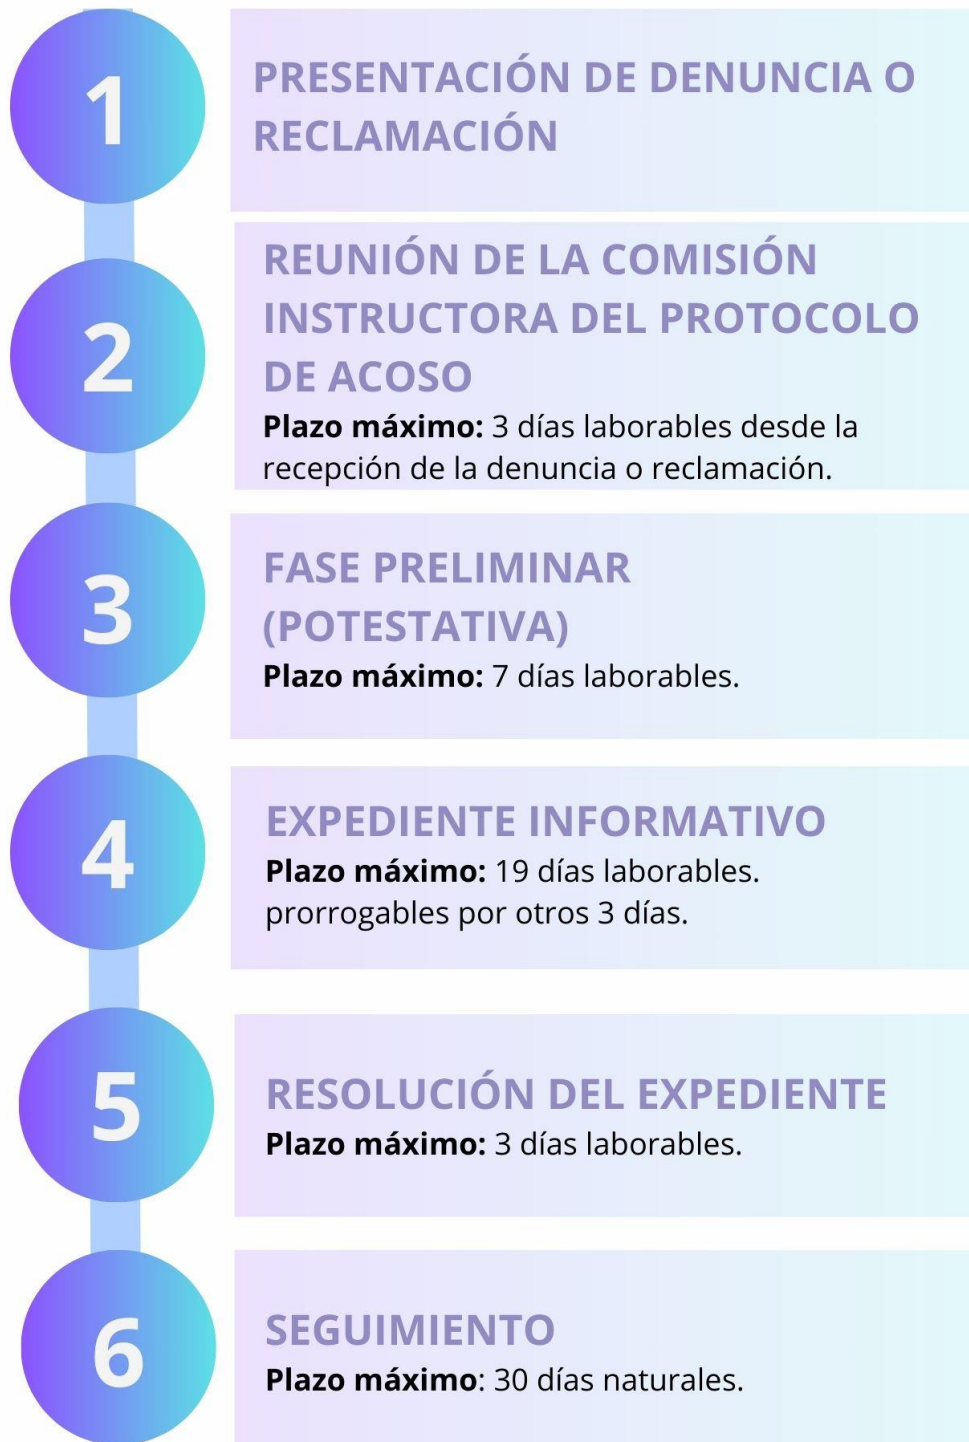 1
PRESENTACIÓN DE DENUNCIA O
RECLAMACIÓN
2
REUNIÓN DE LA COMISIÓN
INSTRUCTORA DEL PROTOCOLO
DE ACOSO
Plazo máximo: 3 días laborables desde la
recepción de la denuncia o reclamación.
3
FASE PRELIMINAR
(POTESTATIVA)
Plazo máximo: 7 días laborables.
4
EXPEDIENTE INFORMATIVO
Plazo máximo: 19 días laborables.
prorrogables por otros 3 días.
5
RESOLUCIÓN DEL EXPEDIENTE
Plazo máximo: 3 días laborables.
6
SEGUIMIENTO
Plazo máximo: 30 días naturales.